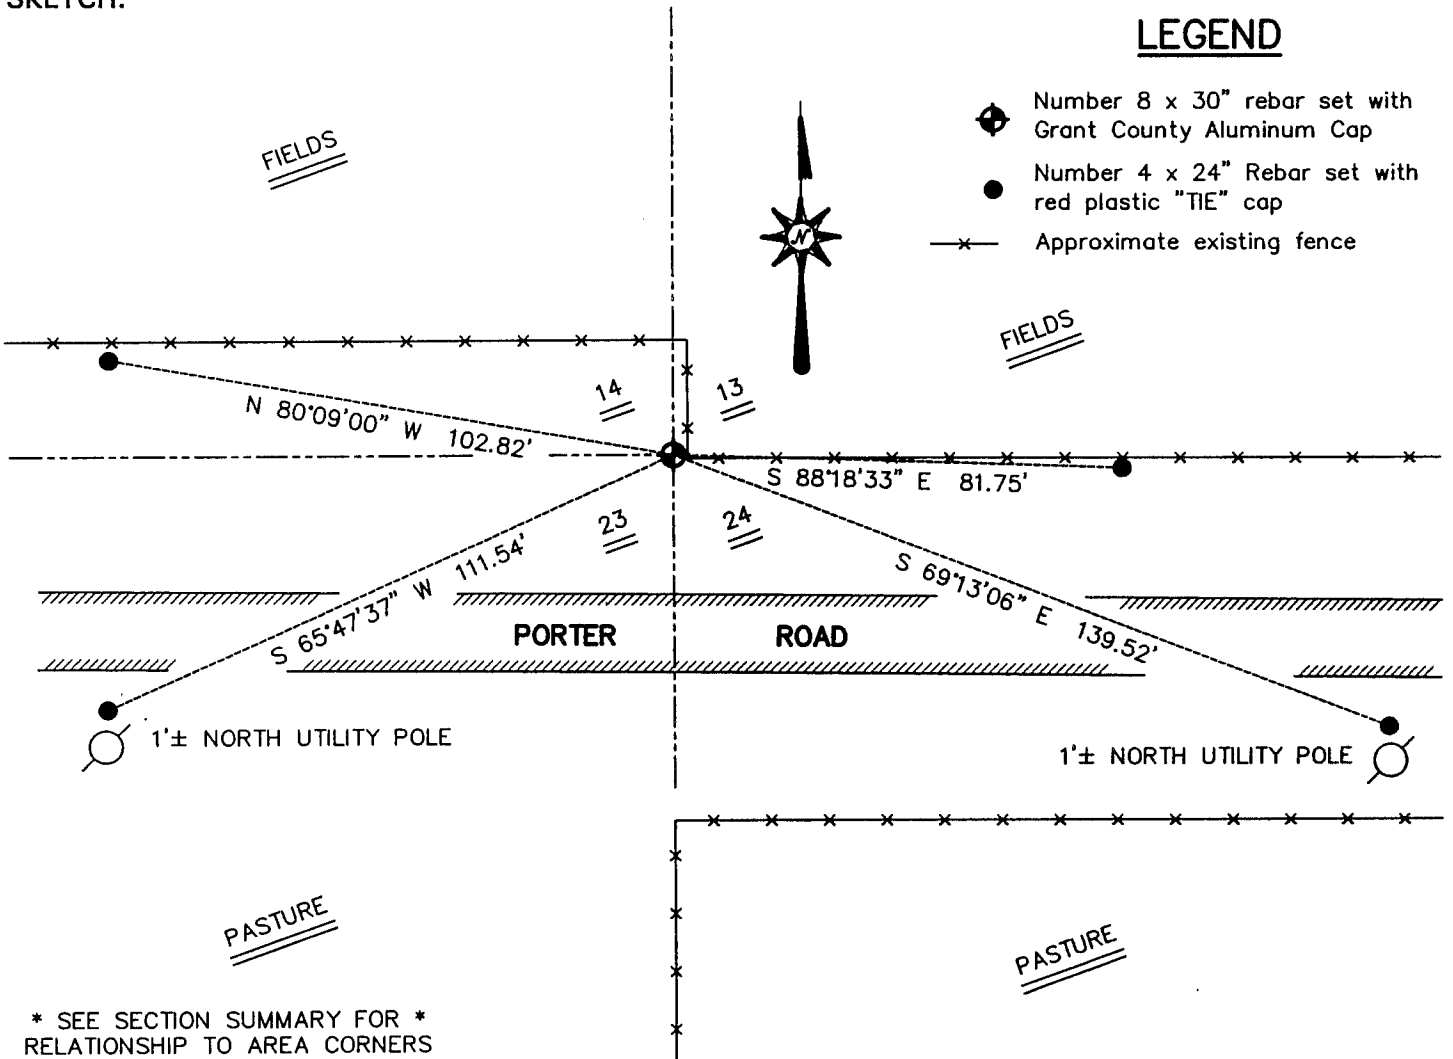 SKETCH:
LEGEND
Number 8 x 30" rebar set with
Grant County Aluminum Cap
Number 4 x 24" Rebar set with
red plastic "TIE" cap
Approximate existing fence
FIELDS
N
FIELDS
14
13
N 80°09'00" W 102.82'
S 88°18'33" E 81.75'
23
24
S 65°47'37" W 111.54'
S 69°13'06" E 139.52'
PORTER ROAD
1'± NORTH UTILITY POLE
1'± NORTH UTILITY POLE
PASTURE
PASTURE
* SEE SECTION SUMMARY FOR *
RELATIONSHIP TO AREA CORNERS